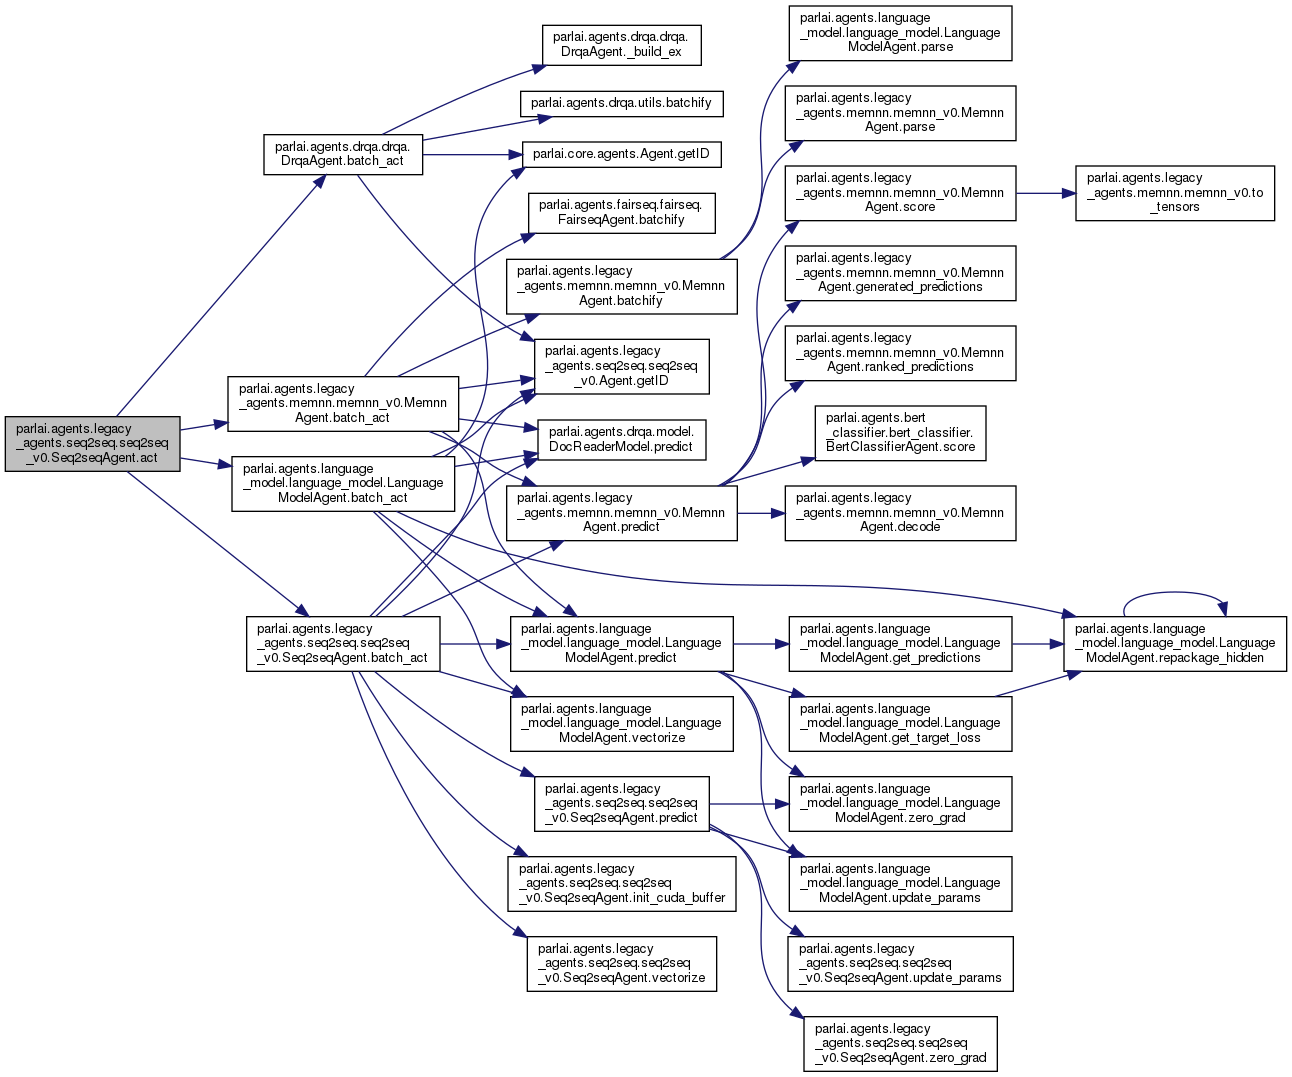 parlai.agents.legacy
_agents.seq2seq.seq2seq
_v0.Seq2seqAgent.act
parlai.agents.drqa.drqa.
DrqaAgent.batch_act
parlai.agents.legacy
_agents.memnn.memnn_v0.Memnn
Agent.batch_act
parlai.agents.language
_model.language_model.Language
ModelAgent.batch_act
parlai.agents.legacy
_agents.seq2seq.seq2seq
_v0.Seq2seqAgent.batch_act
parlai.agents.drqa.drqa.
DrqaAgent._build_ex
parlai.agents.drqa.utils.batchify
parlai.core.agents.Agent.getID
parlai.agents.fairseq.fairseq.
FairseqAgent.batchify
parlai.agents.legacy
_agents.memnn.memnn_v0.Memnn
Agent.batchify
parlai.agents.legacy
_agents.seq2seq.seq2seq
_v0.Agent.getID
parlai.agents.drqa.model.
DocReaderModel.predict
parlai.agents.legacy
_agents.memnn.memnn_v0.Memnn
Agent.predict
parlai.agents.language
_model.language_model.Language
ModelAgent.predict
parlai.agents.language
_model.language_model.Language
ModelAgent.vectorize
parlai.agents.legacy
_agents.seq2seq.seq2seq
_v0.Seq2seqAgent.predict
parlai.agents.legacy
_agents.seq2seq.seq2seq
_v0.Seq2seqAgent.init_cuda_buffer
parlai.agents.legacy
_agents.seq2seq.seq2seq
_v0.Seq2seqAgent.vectorize
parlai.agents.language
_model.language_model.Language
ModelAgent.parse
parlai.agents.legacy
_agents.memnn.memnn_v0.Memnn
Agent.parse
parlai.agents.legacy
_agents.memnn.memnn_v0.Memnn
Agent.score
parlai.agents.legacy
_agents.memnn.memnn_v0.Memnn
Agent.generated_predictions
parlai.agents.legacy
_agents.memnn.memnn_v0.Memnn
Agent.ranked_predictions
parlai.agents.bert
_classifier.bert_classifier.
BertClassifierAgent.score
parlai.agents.legacy
_agents.memnn.memnn_v0.Memnn
Agent.decode
parlai.agents.language
_model.language_model.Language
ModelAgent.get_predictions
parlai.agents.language
_model.language_model.Language
ModelAgent.get_target_loss
parlai.agents.language
_model.language_model.Language
ModelAgent.zero_grad
parlai.agents.language
_model.language_model.Language
ModelAgent.update_params
parlai.agents.legacy
_agents.seq2seq.seq2seq
_v0.Seq2seqAgent.update_params
parlai.agents.legacy
_agents.seq2seq.seq2seq
_v0.Seq2seqAgent.zero_grad
parlai.agents.legacy
_agents.memnn.memnn_v0.to
_tensors
parlai.agents.language
_model.language_model.Language
ModelAgent.repackage_hidden